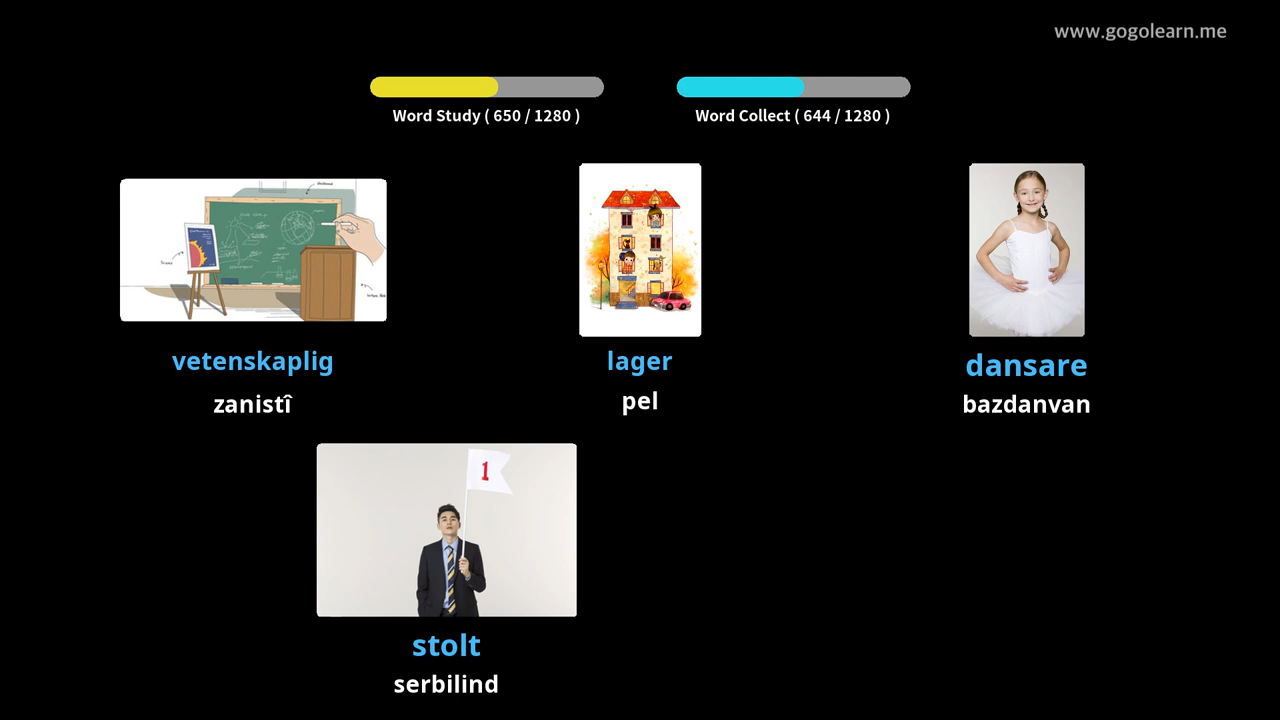 www.gogolearn.me
Word Study ( 650 / 1280 )
Word Collect ( 644 / 1280 )
vetenskaplig
lager
dansare
zanistî
pel
bazdanvan
1
stolt
serbilind